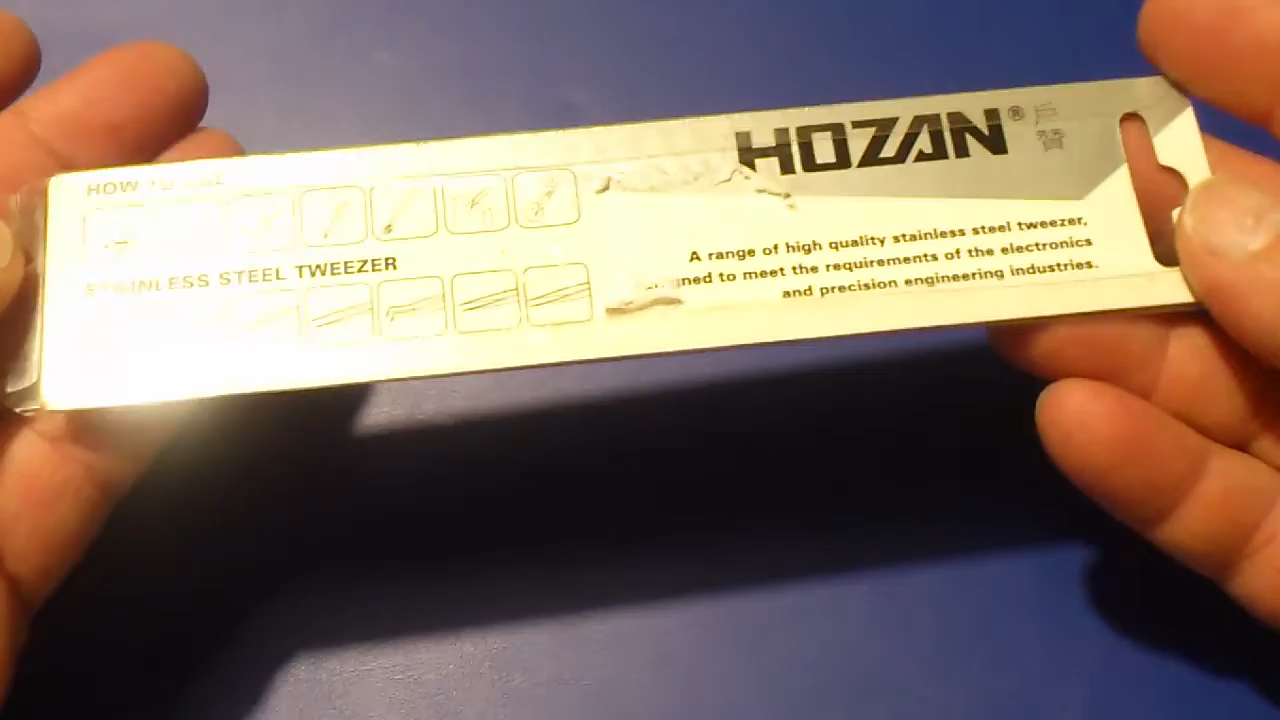 HOW TO USE
STAINLESS STEEL TWEEZER
HOZAN®
A range of high quality stainless steel tweezer,
to meet the requirements of the electronics
and precision engineering industries.